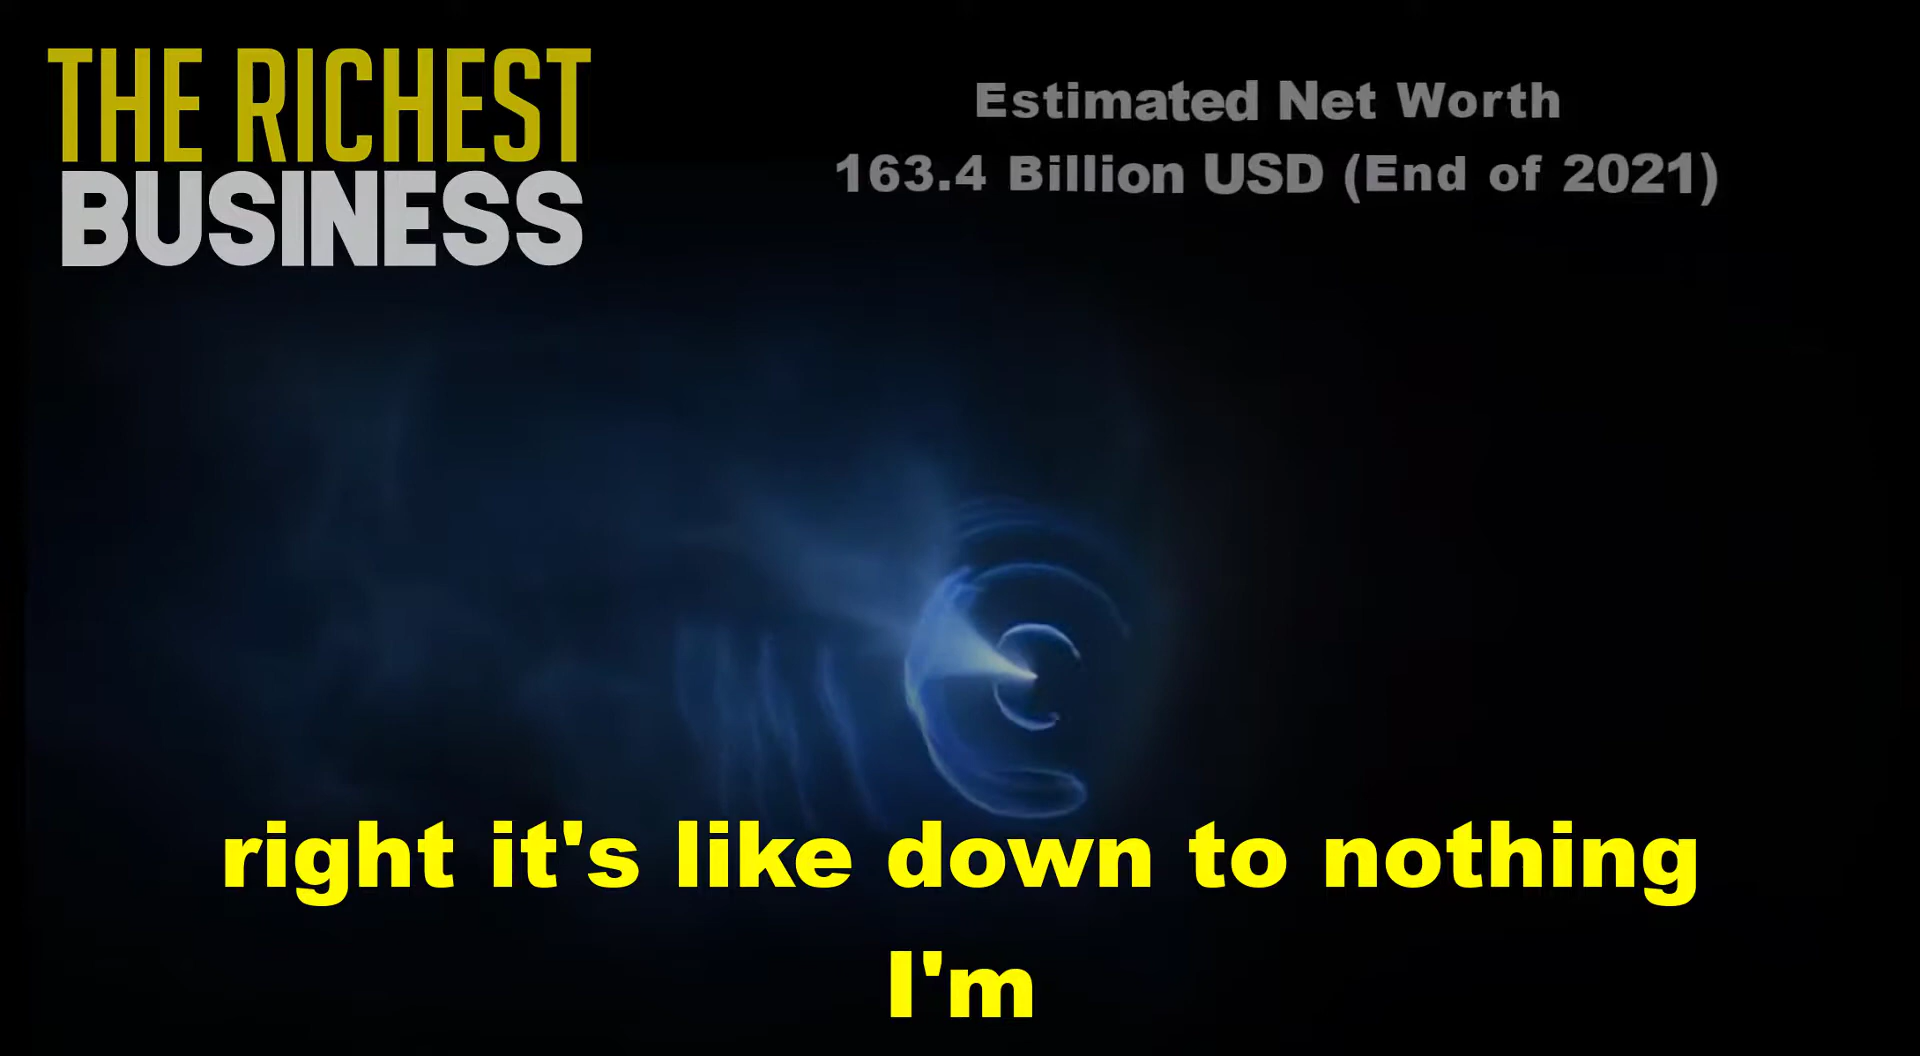 THE RICHEST
BUSINESS
Estimated Net Worth
163.4 Billion USD (End of 2021)
right it's like down to nothing
I'm